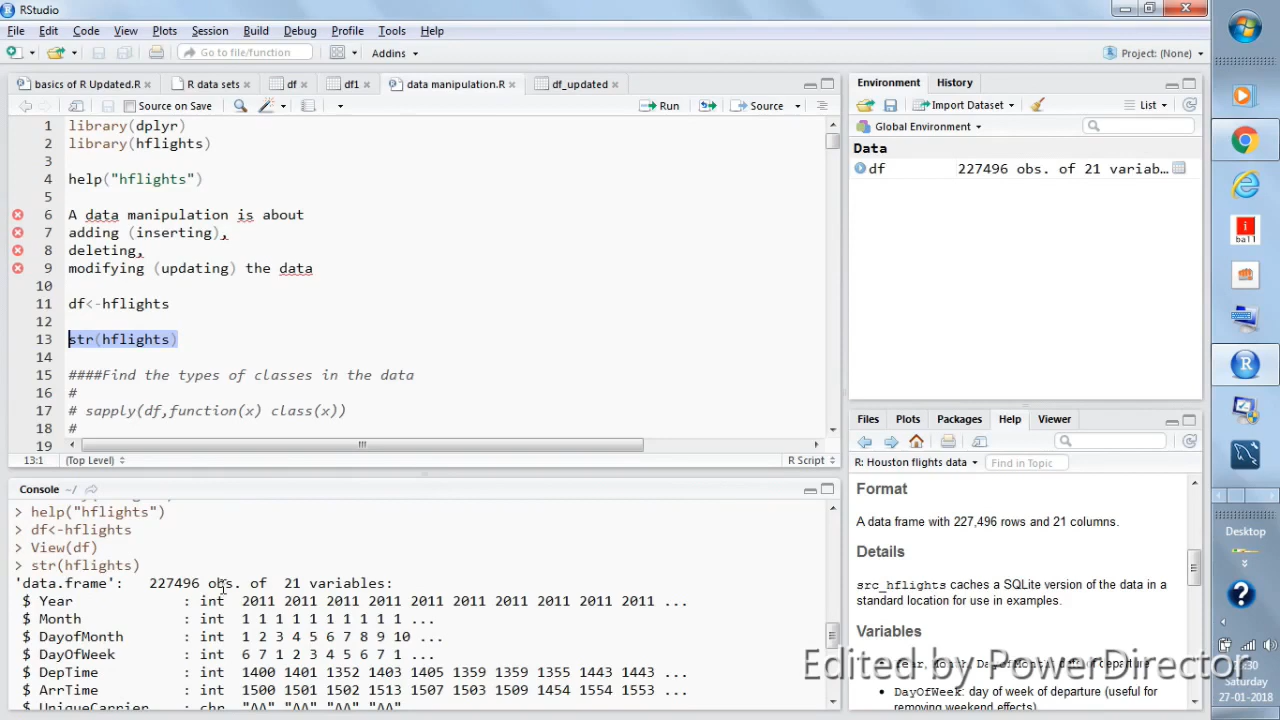 RStudio
File Edit Code View Plots Session Build Debug Profile Tools Help
Go to file/function Addins Project: (None)
basics of R Updated.R R data sets df df1 data manipulation.R df_updated
Source on Save Run Source
1 library(dplyr)
2 library(hflights)
3
4 help("hflights")
5
6 A data manipulation is about
7 adding (inserting),
8 deleting,
9 modifying (updating) the data
10
11 df<-hflights
12
13 str(hflights)
14
15 ####Find the types of classes in the data
16 #
17 # sapply(df,function(x) class(x))
18 #
19
13:1 (Top Level) R Script
Console ~/
> help("hflights")
> df<-hflights
> View(df)
> str(hflights)
'data.frame': 227496 obs. of 21 variables:
$ Year : int 2011 2011 2011 2011 2011 2011 2011 2011 2011 2011 ...
$ Month : int 1 1 1 1 1 1 1 1 1 1 ...
$ DayofMonth : int 1 2 3 4 5 6 7 8 9 10 ...
$ DayOfWeek : int 6 7 1 2 3 4 5 6 7 1 ...
$ DepTime : int 1400 1401 1352 1403 1405 1359 1359 1355 1443 1443 ...
$ ArrTime : int 1500 1501 1502 1513 1507 1503 1509 1454 1554 1553 ...
$ UniqueCarrier : chr "AA" "AA" "AA" "AA"
Environment History
Import Dataset List
Global Environment
Data
df 227496 obs. of 21 variab...
Files Plots Packages Help Viewer
R: Houston flights data Find in Topic
Format
A data frame with 227,496 rows and 21 columns.
Details
src_hflights caches a SQLite version of the data in a
standard location for use in examples.
Variables
Year, Month, DayofMonth: date of departure
DayOfWeek: day of week of departure (useful for
removing weekend effects)
Edited by PowerDirector
i
ball
Desktop
Saturday
27-01-2018